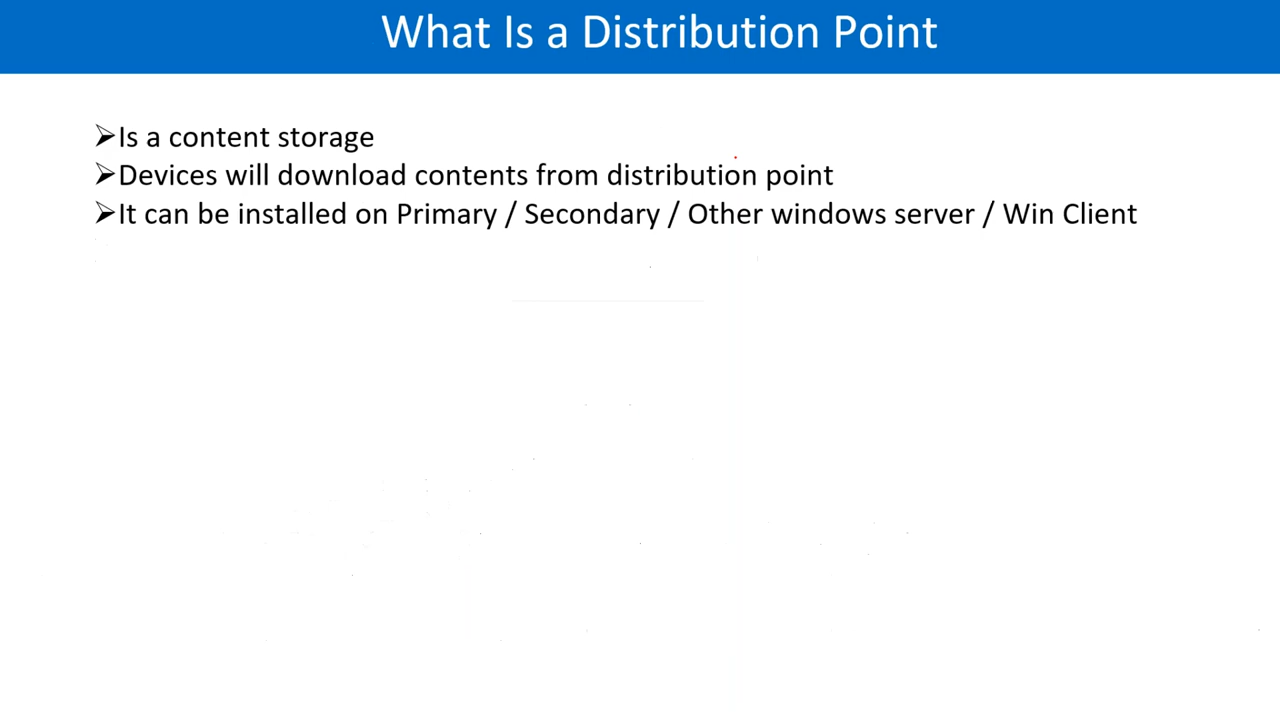 What Is a Distribution Point
➢Is a content storage
➢Devices will download contents from distribution point
➢It can be installed on Primary / Secondary / Other windows server / Win Client